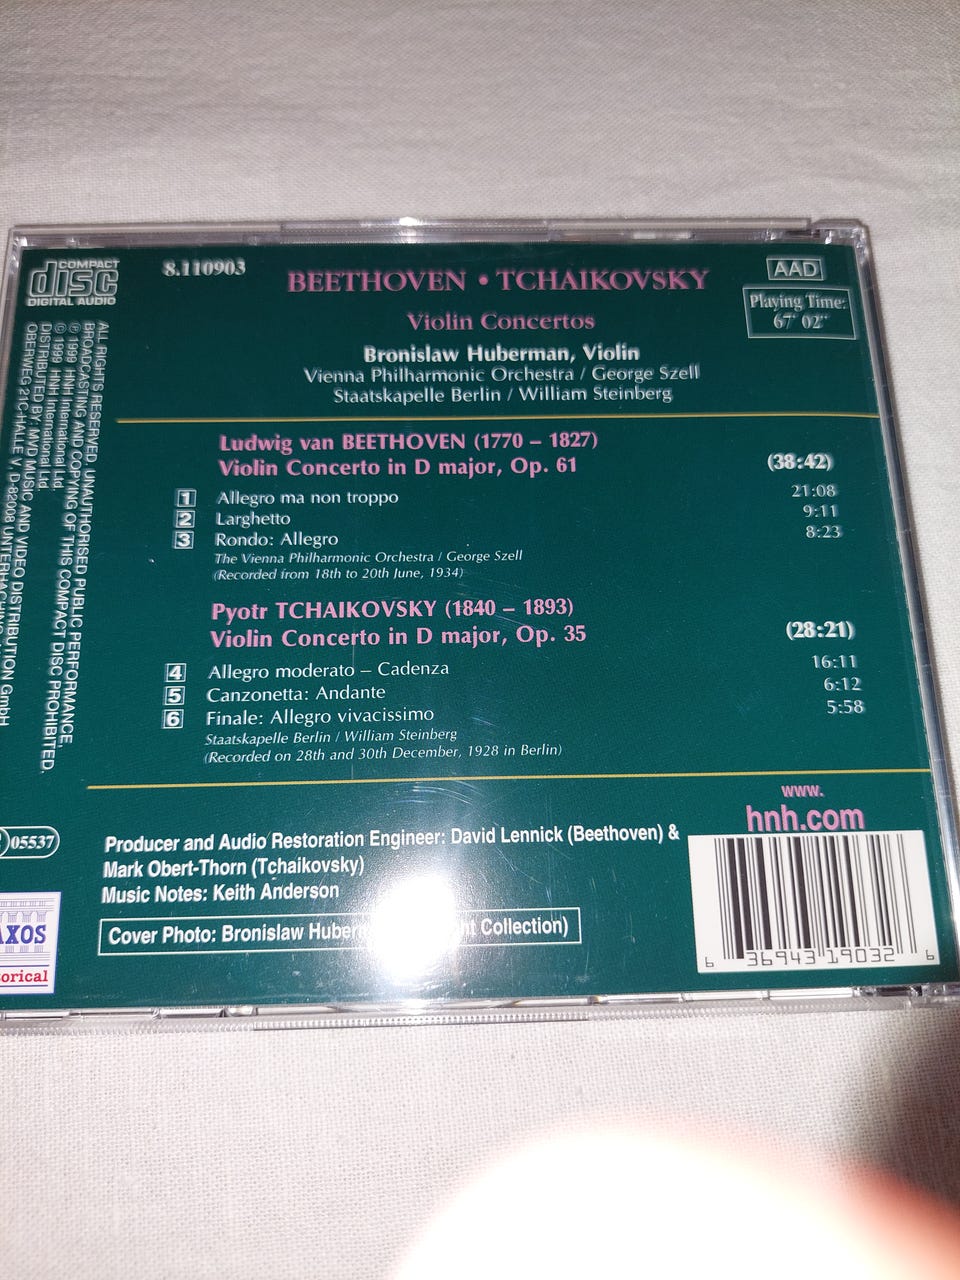 COMPACT
disc
DIGITAL AUDIO
8.110903
BEETHOVEN • TCHAIKOVSKY
AAD
Playing Time:
67' 02"
Violin Concertos
Bronislaw Huberman, Violin
Vienna Philharmonic Orchestra / George Szell
Staatskapelle Berlin / William Steinberg
Ludwig van BEETHOVEN (1770 – 1827)
Violin Concerto in D major, Op. 61 (38:42)
1 Allegro ma non troppo 21:08
2 Larghetto 9:11
3 Rondo: Allegro 8:23
The Vienna Philharmonic Orchestra / George Szell
(Recorded from 18th to 20th June, 1934)
Pyotr TCHAIKOVSKY (1840 – 1893)
Violin Concerto in D major, Op. 35 (28:21)
4 Allegro moderato – Cadenza 16:11
5 Canzonetta: Andante 6:12
6 Finale: Allegro vivacissimo 5:58
Staatskapelle Berlin / William Steinberg
(Recorded on 28th and 30th December, 1928 in Berlin)
www.
hnh.com
Producer and Audio Restoration Engineer: David Lennick (Beethoven) &
Mark Obert-Thorn (Tchaikovsky)
Music Notes: Keith Anderson
Cover Photo: Bronislaw Collection)
6 36943 19032 6
ALL RIGHTS RESERVED. UNAUTHORISED PUBLIC PERFORMANCE,
BROADCASTING AND COPYING OF THIS COMPACT DISC PROHIBITED.
℗ 1999 HNH International Ltd.
© 1999 HNH International Ltd.
DISTRIBUTED BY: MVD MUSIC AND VIDEO DISTRIBUTION GmbH
OBERWEG 21C-HALLE V, D-82008
05537